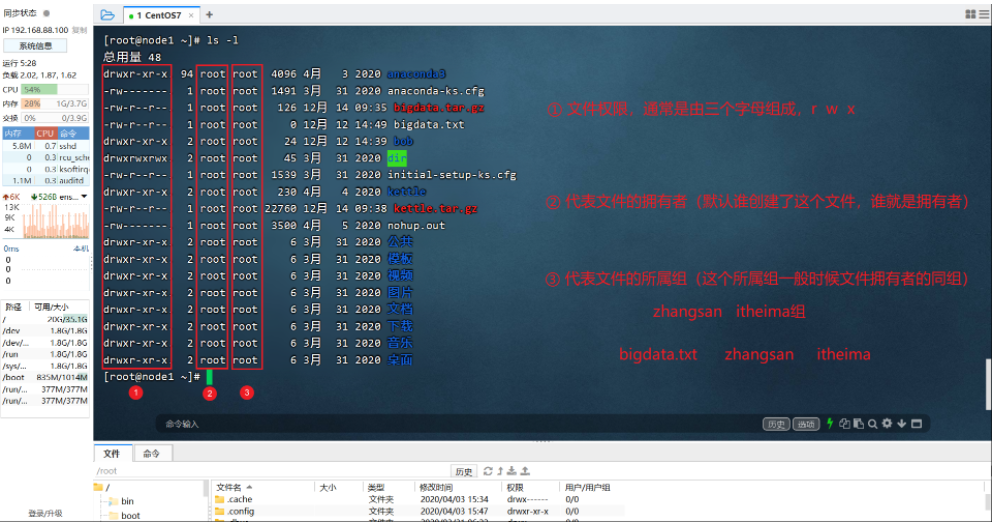 同步状态
1 CentOS7 × +
IP 192.168.88.100 复制
系统信息
运行 5:28
负载 2.02, 1.87, 1.62
CPU 54%
内存 28% 1G/3.7G
交换 0% 0/3.9G
内存 CPU 命令
5.8M 0.7 sshd
0 0.3 rcu_sche
0 0.3 ksoftirq
1.1M 0.3 auditd
6K 526B ens...
13K
9K
4K
0ms 本机
0
0
0
路径 可用/大小
/ 20G/35.1G
/dev 1.8G/1.8G
/dev/... 1.8G/1.8G
/run 1.8G/1.8G
/sys/... 1.8G/1.8G
/boot 835M/1014M
/run/... 377M/377M
/run/... 377M/377M
登录/升级
[root@node1 ~]# ls -l
总用量 48
drwxr-xr-x 94 root root 4096 4月 3 2020 anaconda3
-rw------- 1 root root 1491 3月 31 2020 anaconda-ks.cfg
-rw-r--r-- 1 root root 126 12月 14 09:35 bigdata.tar.gz
-rw-r--r-- 1 root root 0 12月 12 14:49 bigdata.txt
drwxr-xr-x 2 root root 24 12月 12 14:39 bob
drwxrwxrwx 2 root root 45 3月 31 2020 dir
-rw-r--r-- 1 root root 1539 3月 31 2020 initial-setup-ks.cfg
drwxr-xr-x 2 root root 230 4月 4 2020 kettle
-rw-r--r-- 1 root root 22760 12月 14 09:38 kettle.tar.gz
-rw------- 1 root root 3500 4月 5 2020 nohup.out
drwxr-xr-x 2 root root 6 3月 31 2020 公共
drwxr-xr-x 2 root root 6 3月 31 2020 模板
drwxr-xr-x 2 root root 6 3月 31 2020 视频
drwxr-xr-x 2 root root 6 3月 31 2020 图片
drwxr-xr-x 2 root root 6 3月 31 2020 文档
drwxr-xr-x 2 root root 6 3月 31 2020 下载
drwxr-xr-x 2 root root 6 3月 31 2020 音乐
drwxr-xr-x 2 root root 6 3月 31 2020 桌面
[root@node1 ~]#
1 2 3
① 文件权限，通常是由三个字母组成，r w x
② 代表文件的拥有者（默认谁创建了这个文件，谁就是拥有者）
③ 代表文件的所属组（这个所属组一般时候文件拥有者的同组）
zhangsan itheima组
bigdata.txt zhangsan itheima
命令输入 历史 选项
文件 命令
/root 历史
/ 文件名 大小 类型 修改时间 权限 用户/用户组
bin .cache 文件夹 2020/04/03 15:34 drwx------ 0/0
boot .config 文件夹 2020/04/03 15:47 drwxr-xr-x 0/0